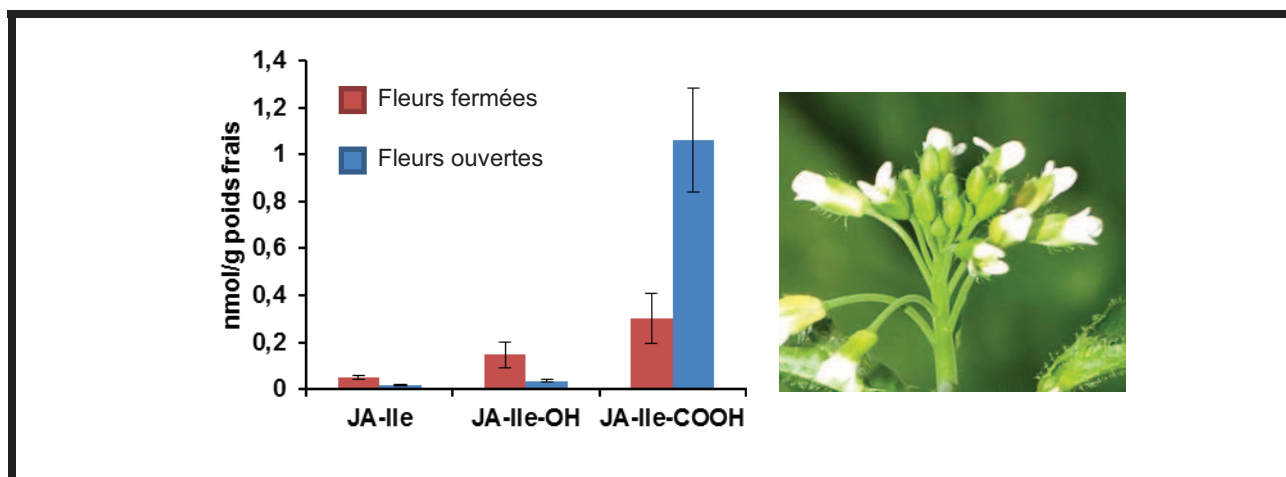 nmol/g poids frais
1,4
1,2
1
0,8
0,6
0,4
0,2
0
Fleurs fermées
Fleurs ouvertes
JA-Ile
JA-Ile-OH
JA-Ile-COOH